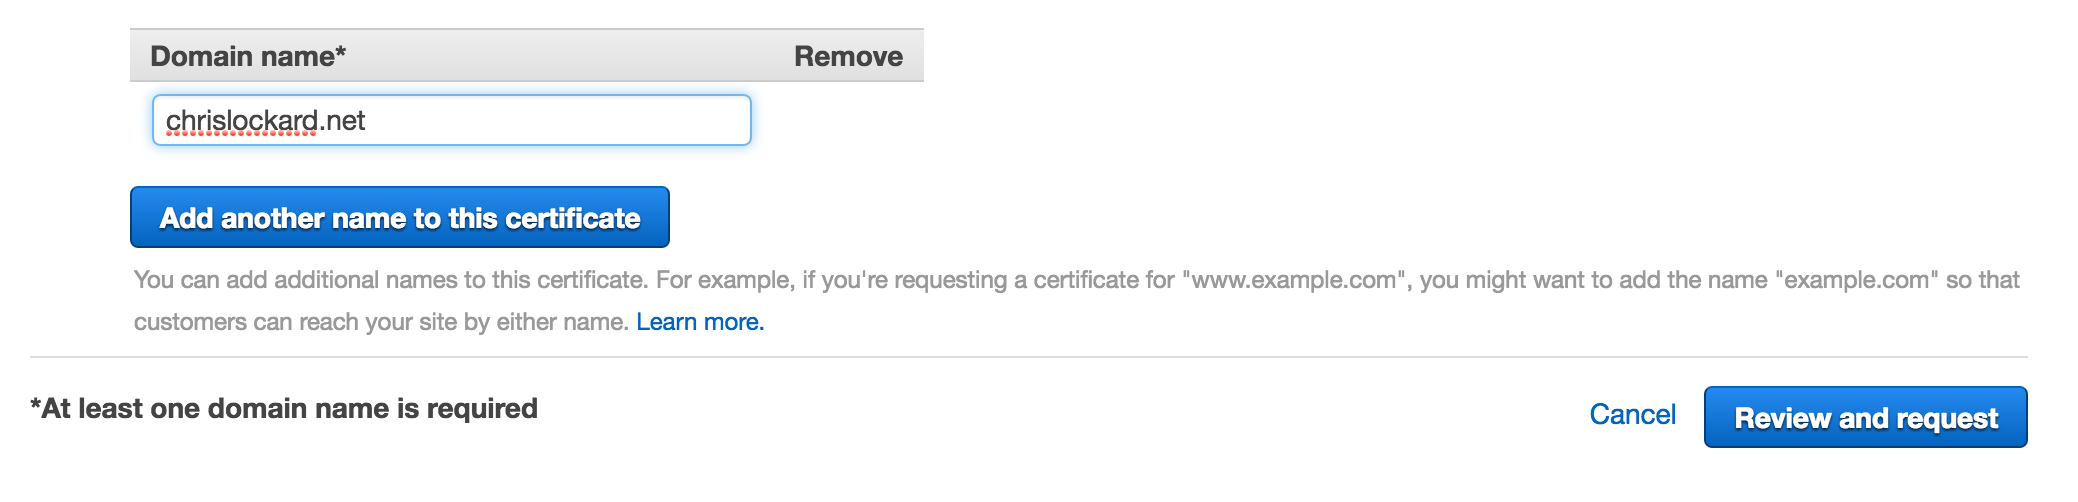 Domain name* Remove
chrislockard.net
Add another name to this certificate
You can add additional names to this certificate. For example, if you're requesting a certificate for "www.example.com", you might want to add the name "example.com" so that
customers can reach your site by either name. Learn more.
*At least one domain name is required
Cancel Review and request